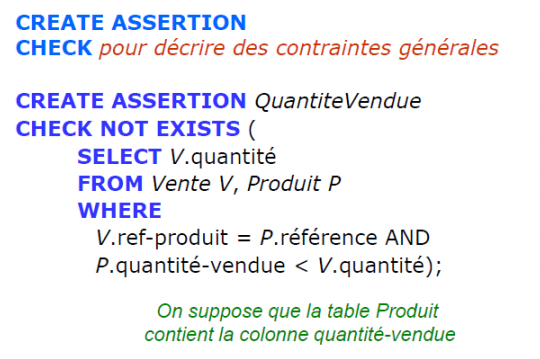 CREATE ASSERTION
CHECK pour décrire des contraintes générales
CREATE ASSERTION QuantiteVendue
CHECK NOT EXISTS (
SELECT V.quantité
FROM Vente V, Produit P
WHERE
V.ref-produit = P.référence AND
P.quantité-vendue < V.quantité);
On suppose que la table Produit
contient la colonne quantité-vendue